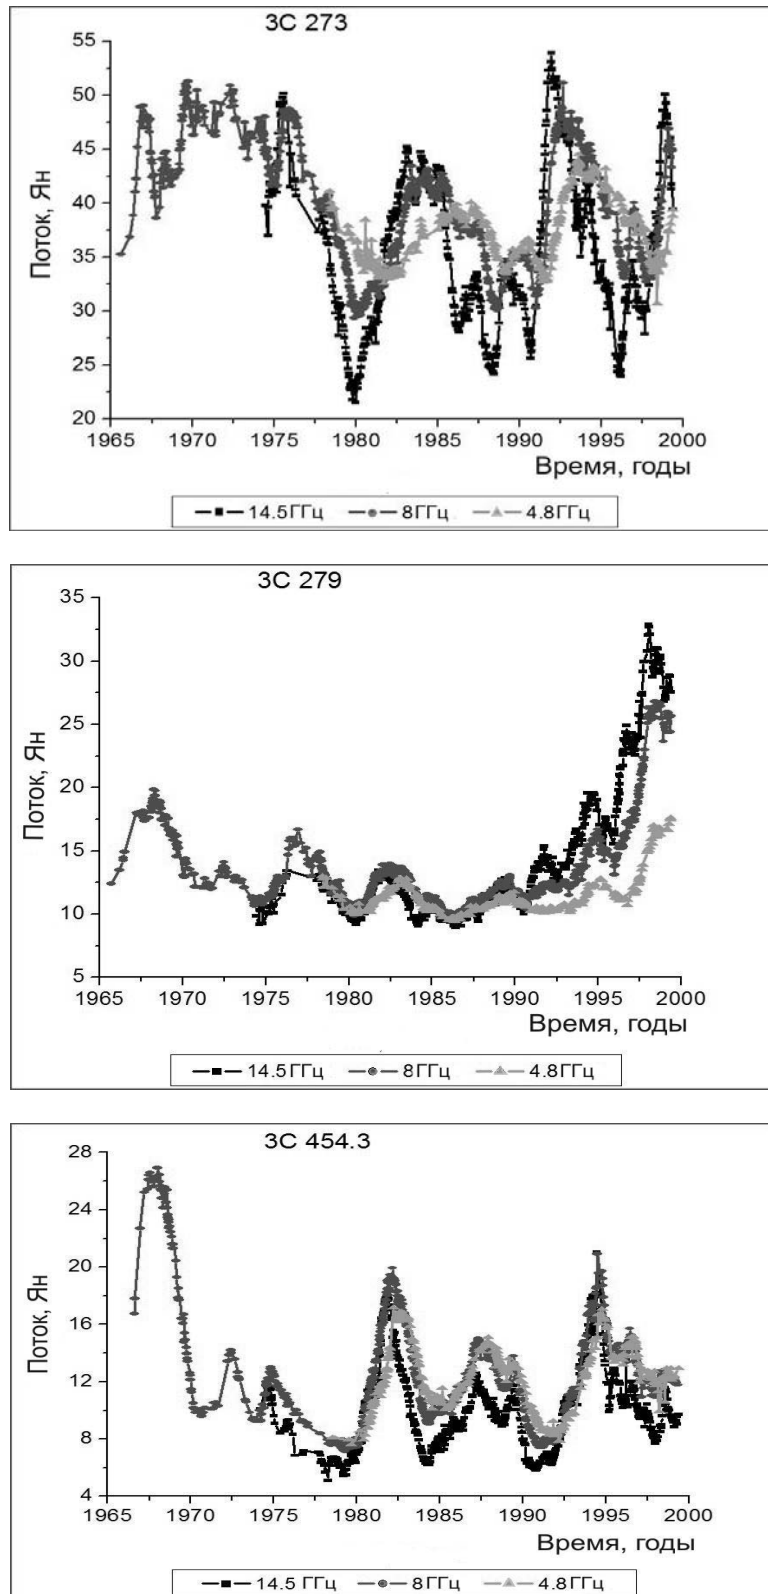 3С 273
55
50
45
40
35
30
25
20
Поток, Ян
1965 1970 1975 1980 1985 1990 1995 2000
Время, годы
14.5ГГц 8ГГц 4.8ГГц
3С 279
35
30
25
20
15
10
5
Поток, Ян
1965 1970 1975 1980 1985 1990 1995 2000
Время, годы
14.5ГГц 8ГГц 4.8ГГц
3С 454.3
28
24
20
16
12
8
4
Поток, Ян
1965 1970 1975 1980 1985 1990 1995 2000
Время, годы
14.5 ГГц 8ГГц 4.8ГГц